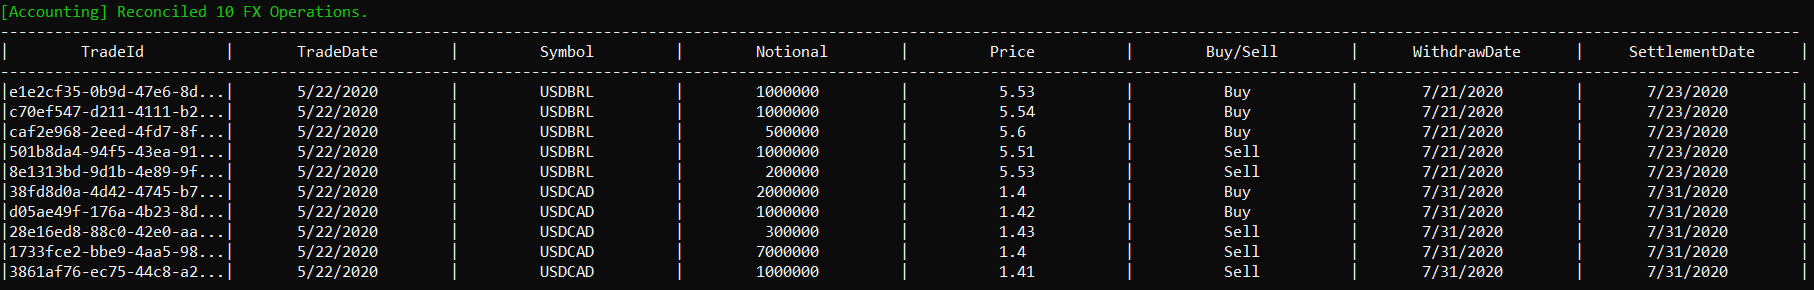 [Accounting] Reconciled 10 FX Operations.
| TradeId | TradeDate | Symbol | Notional | Price | Buy/Sell | WithdrawDate | SettlementDate |
|e1e2cf35-0b9d-47e6-8d...| 5/22/2020 | USDBRL | 1000000 | 5.53 | Buy | 7/21/2020 | 7/23/2020 |
|c70ef547-d211-4111-b2...| 5/22/2020 | USDBRL | 1000000 | 5.54 | Buy | 7/21/2020 | 7/23/2020 |
|caf2e968-2eed-4fd7-8f...| 5/22/2020 | USDBRL | 500000 | 5.6 | Buy | 7/21/2020 | 7/23/2020 |
|501b8da4-94f5-43ea-91...| 5/22/2020 | USDBRL | 1000000 | 5.51 | Sell | 7/21/2020 | 7/23/2020 |
|8e1313bd-9d1b-4e89-9f...| 5/22/2020 | USDBRL | 200000 | 5.53 | Sell | 7/21/2020 | 7/23/2020 |
|38fd8d0a-4d42-4745-b7...| 5/22/2020 | USDCAD | 2000000 | 1.4 | Buy | 7/31/2020 | 7/31/2020 |
|d05ae49f-176a-4b23-8d...| 5/22/2020 | USDCAD | 1000000 | 1.42 | Buy | 7/31/2020 | 7/31/2020 |
|28e16ed8-88c0-42e0-aa...| 5/22/2020 | USDCAD | 300000 | 1.43 | Sell | 7/31/2020 | 7/31/2020 |
|1733fce2-bbe9-4aa5-98...| 5/22/2020 | USDCAD | 7000000 | 1.4 | Sell | 7/31/2020 | 7/31/2020 |
|3861af76-ec75-44c8-a2...| 5/22/2020 | USDCAD | 1000000 | 1.41 | Sell | 7/31/2020 | 7/31/2020 |